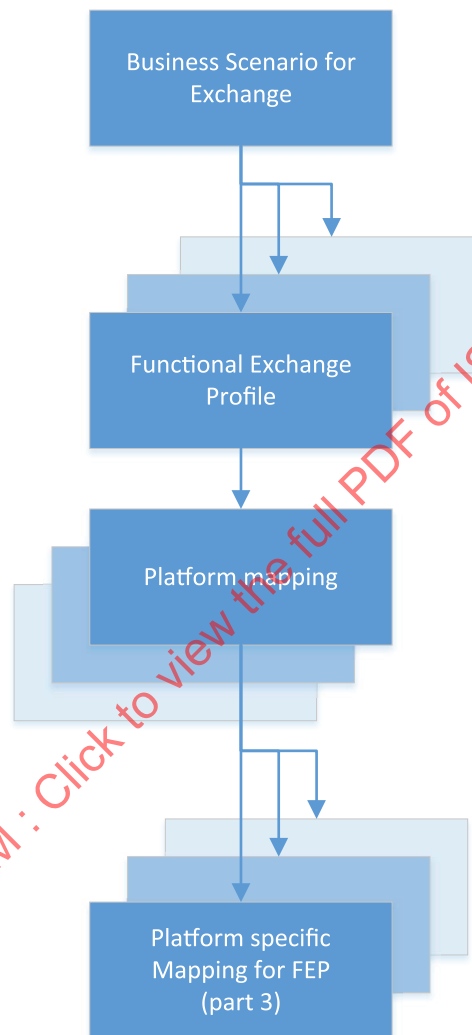 Business Scenario for
Exchange
Functional Exchange
Profile
Platform mapping
Platform specific
Mapping for FEP
(part 3)
: Click to view the full PDF of